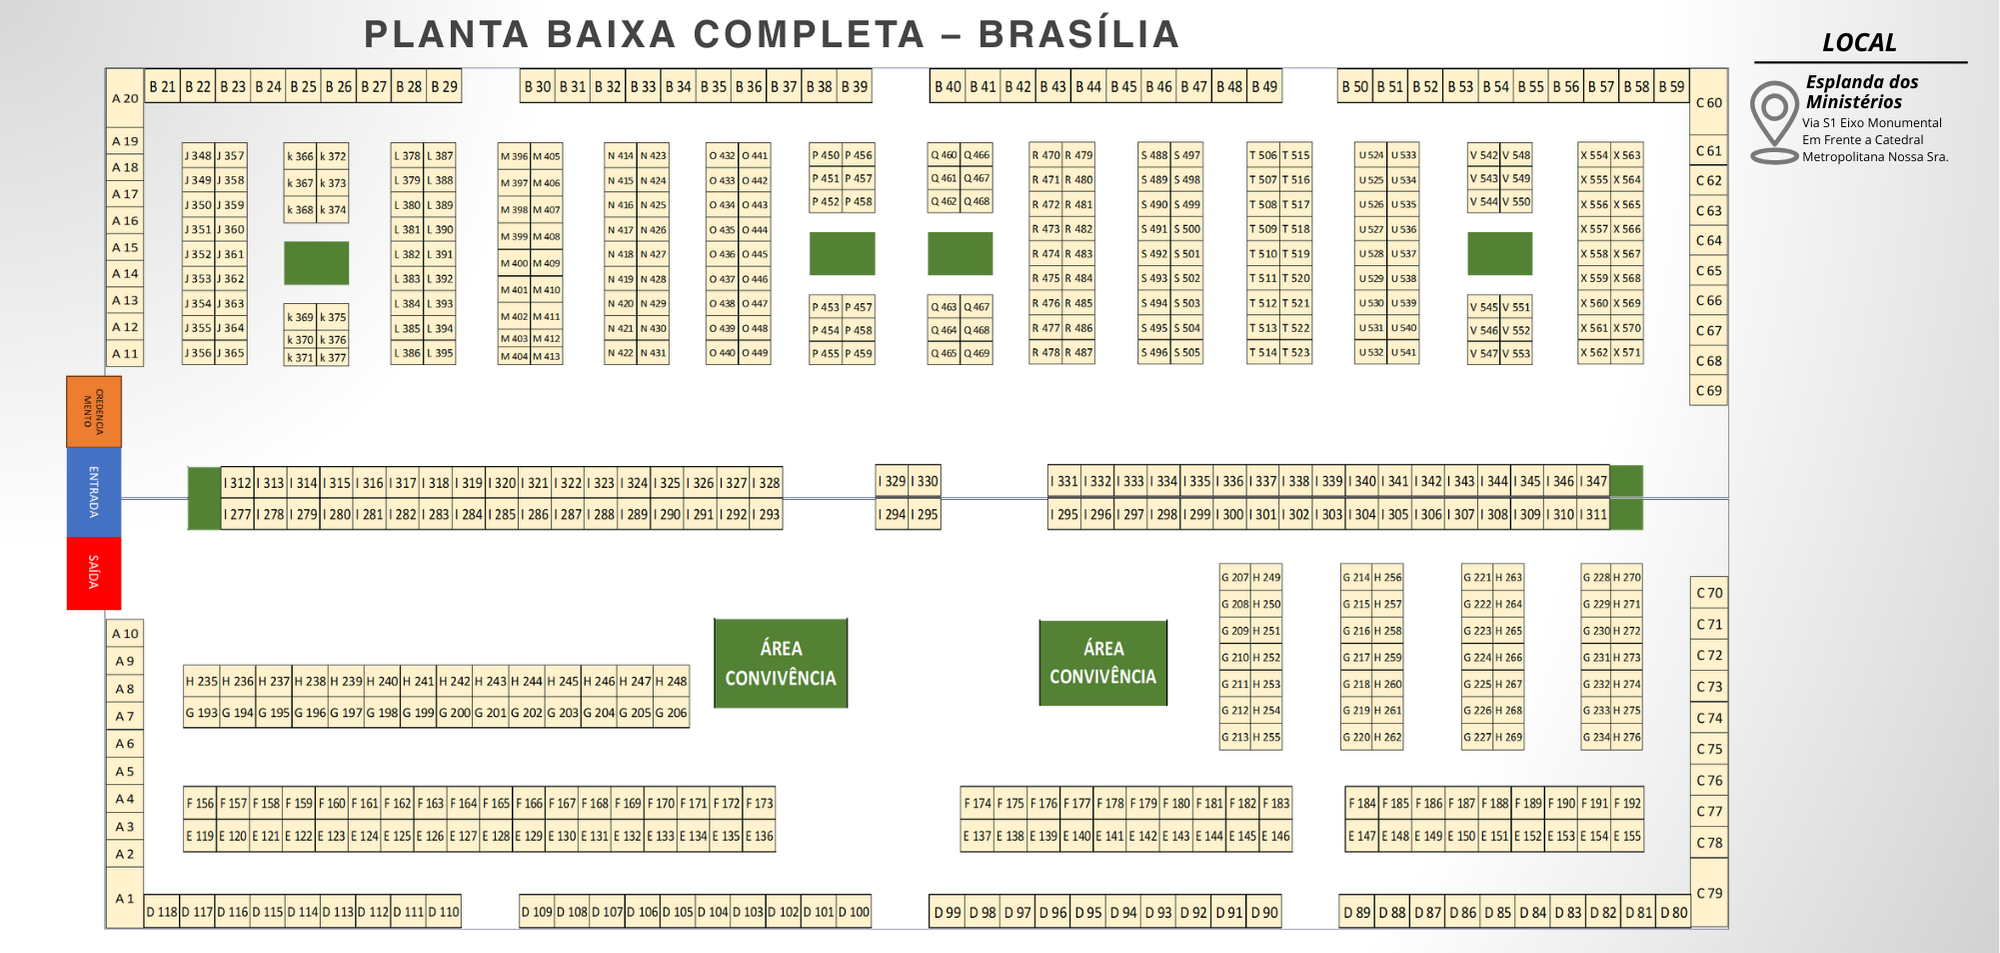 PLANTA BAIXA COMPLETA – BRASÍLIA
LOCAL
Esplanda dos
Ministérios
Via S1 Eixo Monumental
Em Frente a Catedral
Metropolitana Nossa Sra.
B 21 B 22 B 23 B 24 B 25 B 26 B 27 B 28 B 29 B 30 B 31 B 32 B 33 B 34 B 35 B 36 B 37 B 38 B 39 B 40 B 41 B 42 B 43 B 44 B 45 B 46 B 47 B 48 B 49 B 50 B 51 B 52 B 53 B 54 B 55 B 56 B 57 B 58 B 59
A 20
A 19
A 18
A 17
A 16
A 15
A 14
A 13
A 12
A 11
J 348 J 357
J 349 J 358
J 350 J 359
J 351 J 360
J 352 J 361
J 353 J 362
J 354 J 363
J 355 J 364
J 356 J 365
k 366 k 372
k 367 k 373
k 368 k 374
k 369 k 375
k 370 k 376
k 371 k 377
L 378 L 387
L 379 L 388
L 380 L 389
L 381 L 390
L 382 L 391
L 383 L 392
L 384 L 393
L 385 L 394
L 386 L 395
M 396 M 405
M 397 M 406
M 398 M 407
M 399 M 408
M 400 M 409
M 401 M 410
M 402 M 411
M 403 M 412
M 404 M 413
N 414 N 423
N 415 N 424
N 416 N 425
N 417 N 426
N 418 N 427
N 419 N 428
N 420 N 429
N 421 N 430
N 422 N 431
O 432 O 441
O 433 O 442
O 434 O 443
O 435 O 444
O 436 O 445
O 437 O 446
O 438 O 447
O 439 O 448
O 440 O 449
P 450 P 456
P 451 P 457
P 452 P 458
P 453 P 457
P 454 P 458
P 455 P 459
Q 460 Q 466
Q 461 Q 467
Q 462 Q 468
Q 463 Q 467
Q 464 Q 468
Q 465 Q 469
R 470 R 479
R 471 R 480
R 472 R 481
R 473 R 482
R 474 R 483
R 475 R 484
R 476 R 485
R 477 R 486
R 478 R 487
S 488 S 497
S 489 S 498
S 490 S 499
S 491 S 500
S 492 S 501
S 493 S 502
S 494 S 503
S 495 S 504
S 496 S 505
T 506 T 515
T 507 T 516
T 508 T 517
T 509 T 518
T 510 T 519
T 511 T 520
T 512 T 521
T 513 T 522
T 514 T 523
U 524 U 533
U 525 U 534
U 526 U 535
U 527 U 536
U 528 U 537
U 529 U 538
U 530 U 539
U 531 U 540
U 532 U 541
V 542 V 548
V 543 V 549
V 544 V 550
V 545 V 551
V 546 V 552
V 547 V 553
X 554 X 563
X 555 X 564
X 556 X 565
X 557 X 566
X 558 X 567
X 559 X 568
X 560 X 569
X 561 X 570
X 562 X 571
C 60
C 61
C 62
C 63
C 64
C 65
C 66
C 67
C 68
C 69
CREDENCIA
MENTO
ENTRADA
SAÍDA
I 312 I 313 I 314 I 315 I 316 I 317 I 318 I 319 I 320 I 321 I 322 I 323 I 324 I 325 I 326 I 327 I 328 I 329 I 330 I 331 I 332 I 333 I 334 I 335 I 336 I 337 I 338 I 339 I 340 I 341 I 342 I 343 I 344 I 345 I 346 I 347
I 277 I 278 I 279 I 280 I 281 I 282 I 283 I 284 I 285 I 286 I 287 I 288 I 289 I 290 I 291 I 292 I 293 I 294 I 295 I 295 I 296 I 297 I 298 I 299 I 300 I 301 I 302 I 303 I 304 I 305 I 306 I 307 I 308 I 309 I 310 I 311
A 10
A 9
A 8
A 7
A 6
A 5
A 4
A 3
A 2
A 1
H 235 H 236 H 237 H 238 H 239 H 240 H 241 H 242 H 243 H 244 H 245 H 246 H 247 H 248
G 193 G 194 G 195 G 196 G 197 G 198 G 199 G 200 G 201 G 202 G 203 G 204 G 205 G 206
ÁREA
CONVIVÊNCIA
ÁREA
CONVIVÊNCIA
G 207 H 249
G 208 H 250
G 209 H 251
G 210 H 252
G 211 H 253
G 212 H 254
G 213 H 255
G 214 H 256
G 215 H 257
G 216 H 258
G 217 H 259
G 218 H 260
G 219 H 261
G 220 H 262
G 221 H 263
G 222 H 264
G 223 H 265
G 224 H 266
G 225 H 267
G 226 H 268
G 227 H 269
G 228 H 270
G 229 H 271
G 230 H 272
G 231 H 273
G 232 H 274
G 233 H 275
G 234 H 276
C 70
C 71
C 72
C 73
C 74
C 75
C 76
C 77
C 78
C 79
F 156 F 157 F 158 F 159 F 160 F 161 F 162 F 163 F 164 F 165 F 166 F 167 F 168 F 169 F 170 F 171 F 172 F 173 F 174 F 175 F 176 F 177 F 178 F 179 F 180 F 181 F 182 F 183 F 184 F 185 F 186 F 187 F 188 F 189 F 190 F 191 F 192
E 119 E 120 E 121 E 122 E 123 E 124 E 125 E 126 E 127 E 128 E 129 E 130 E 131 E 132 E 133 E 134 E 135 E 136 E 137 E 138 E 139 E 140 E 141 E 142 E 143 E 144 E 145 E 146 E 147 E 148 E 149 E 150 E 151 E 152 E 153 E 154 E 155
D 118 D 117 D 116 D 115 D 114 D 113 D 112 D 111 D 110 D 109 D 108 D 107 D 106 D 105 D 104 D 103 D 102 D 101 D 100 D 99 D 98 D 97 D 96 D 95 D 94 D 93 D 92 D 91 D 90 D 89 D 88 D 87 D 86 D 85 D 84 D 83 D 82 D 81 D 80